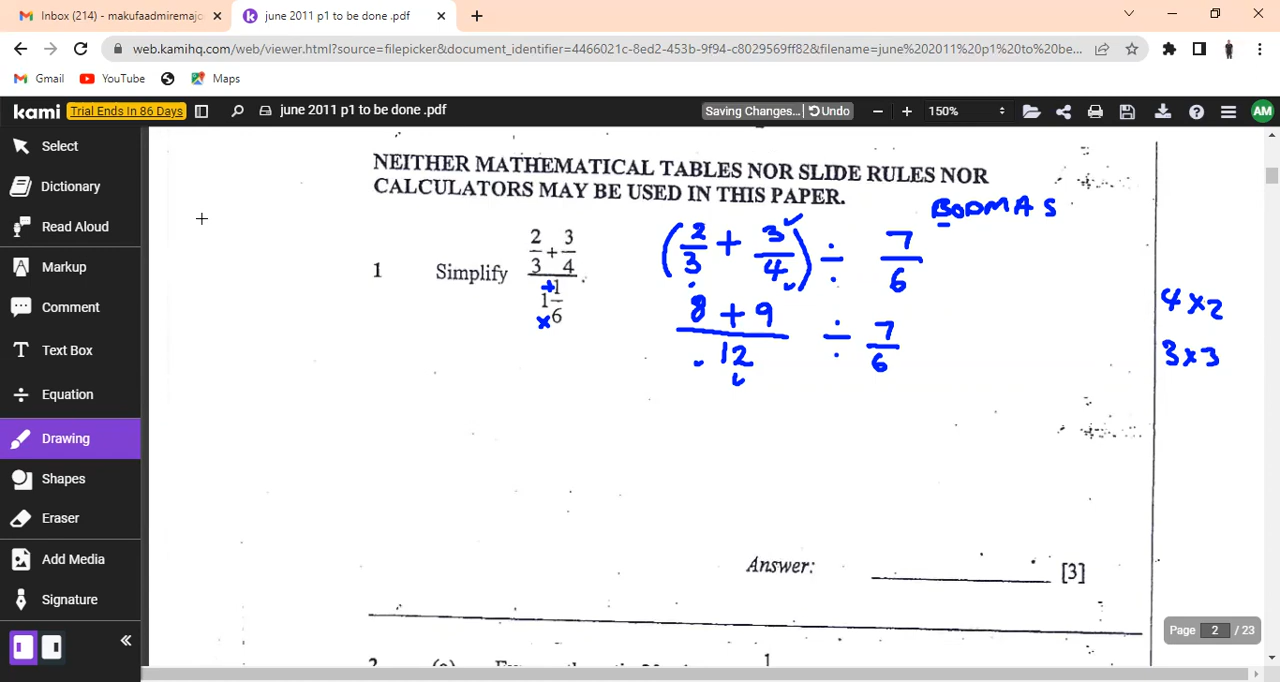 Inbox (214) - makufaadmiremajo
june 2011 p1 to be done .pdf
web.kamihq.com/web/viewer.html?source=filepicker&document_identifier=4466021c-8ed2-453b-9f94-c8029569ff82&filename=june%202011%20p1%20to%20be...
Gmail YouTube Maps
kami Trial Ends In 86 Days june 2011 p1 to be done .pdf Saving Changes... Undo 150% AM
Select
Dictionary
Read Aloud
Markup
Comment
Text Box
Equation
Drawing
Shapes
Eraser
Add Media
Signature
NEITHER MATHEMATICAL TABLES NOR SLIDE RULES NOR
CALCULATORS MAY BE USED IN THIS PAPER.
BODMAS
1 Simplify 2/3 + 3/4 / 1 1/6 .
+
×
(2/3 + 3/4) ÷ 7/6
8 + 9 / 12 ÷ 7/6
4 × 2
3 × 3
Answer: [3]
Page 2 / 23